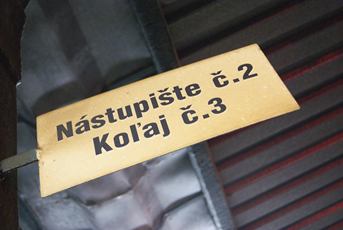 Nástupište č.2
Koľaj č.3